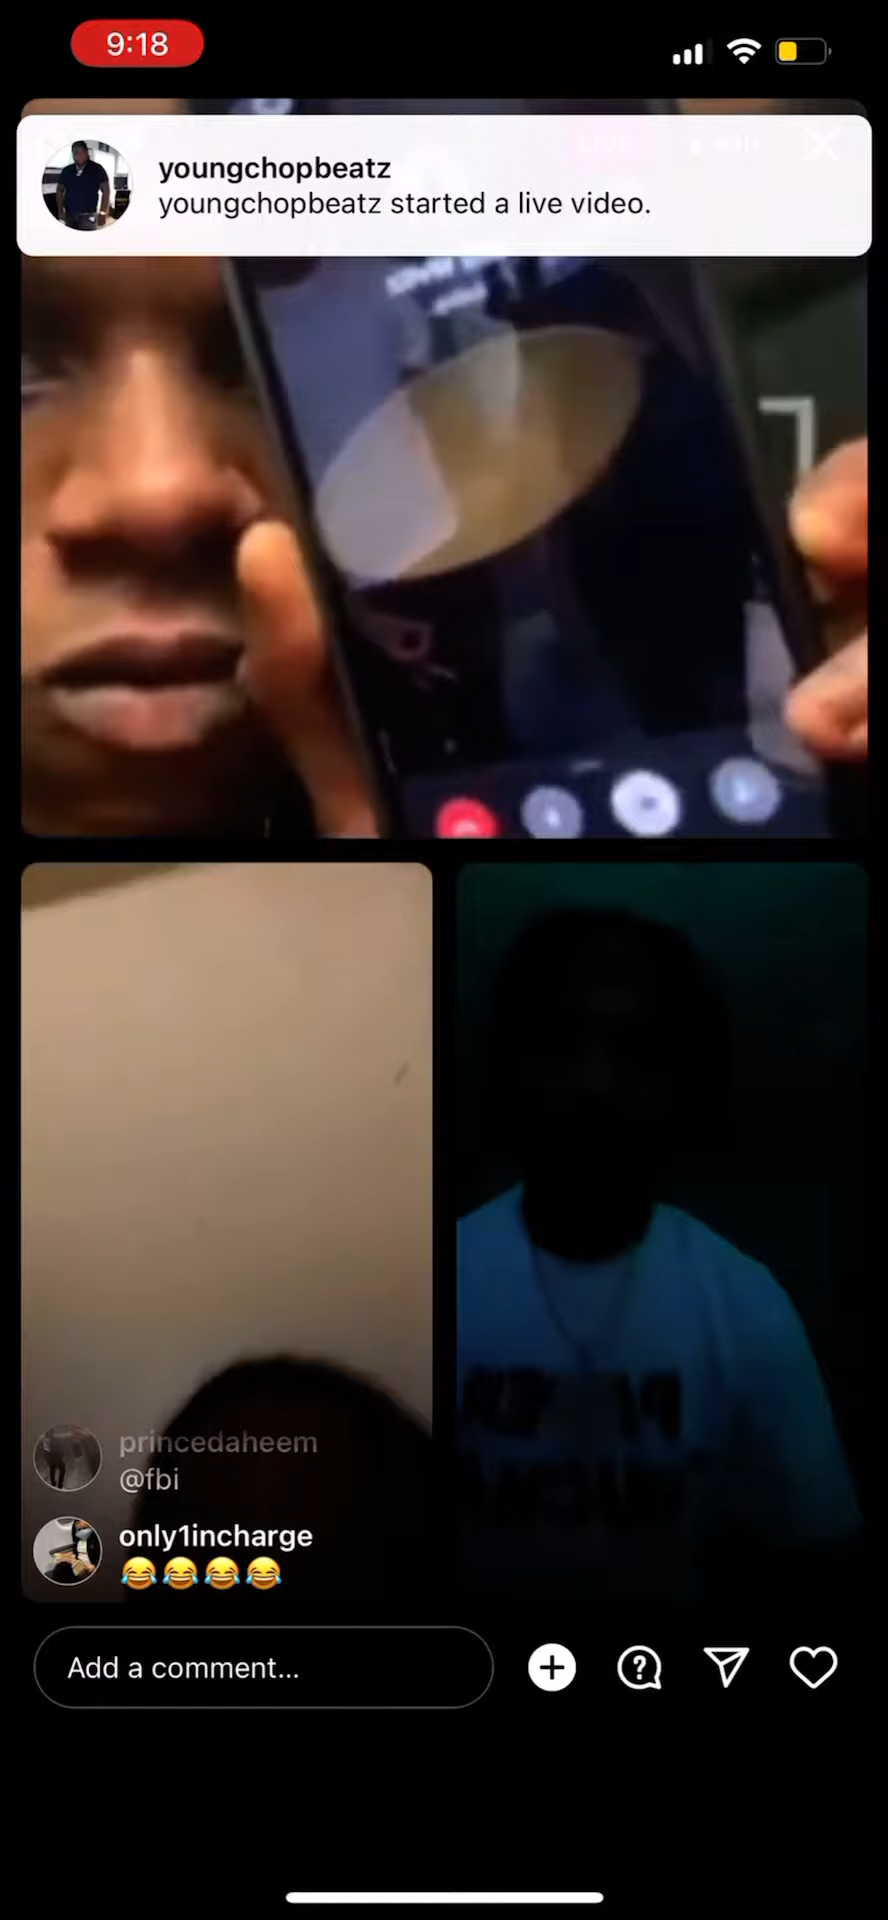 9:18
youngchopbeatz
youngchopbeatz started a live video.
princedaheem
@fbi
only1incharge
😂😂😂😂
Add a comment...